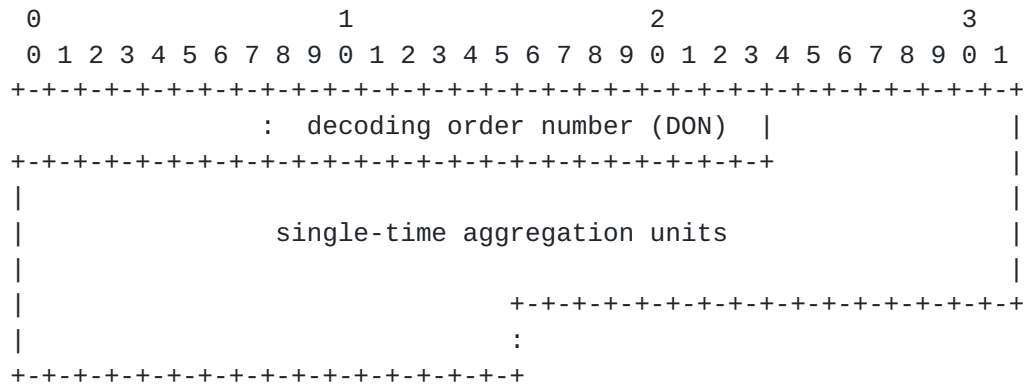 0                   1                   2                   3
 0 1 2 3 4 5 6 7 8 9 0 1 2 3 4 5 6 7 8 9 0 1 2 3 4 5 6 7 8 9 0 1
+-+-+-+-+-+-+-+-+-+-+-+-+-+-+-+-+-+-+-+-+-+-+-+-+-+-+-+-+-+-+-+-+
                :  decoding order number (DON)  |               |
+-+-+-+-+-+-+-+-+-+-+-+-+-+-+-+-+-+-+-+-+-+-+-+-+               |
|                                                               |
|                single-time aggregation units                  |
|                                                               |
|                               +-+-+-+-+-+-+-+-+-+-+-+-+-+-+-+-+
|                               :
+-+-+-+-+-+-+-+-+-+-+-+-+-+-+-+-+